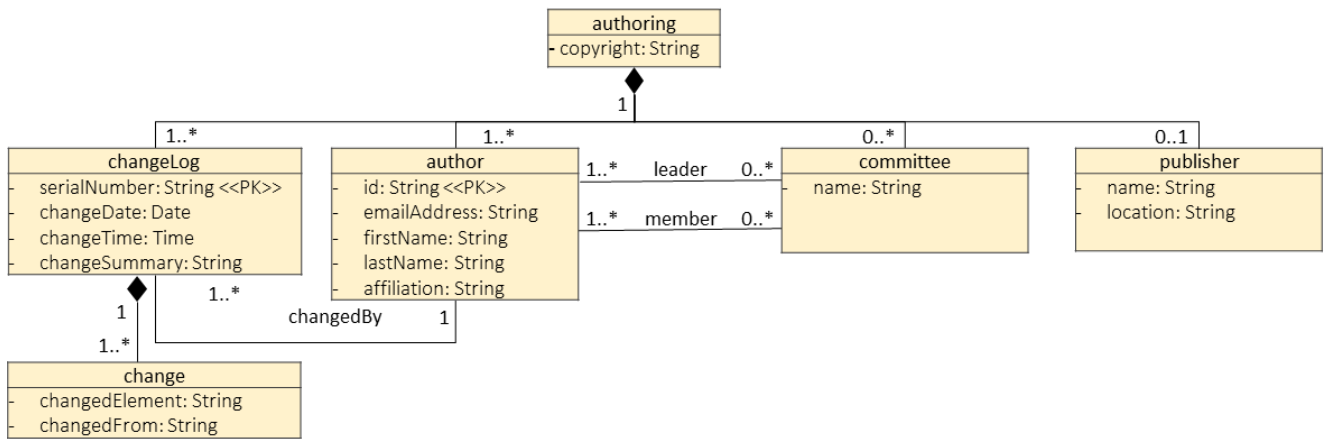 authoring
- copyright: String
1
1..*
1..*
0..*
0..1
changeLog
- serialNumber: String <<PK>>
- changeDate: Date
- changeTime: Time
- changeSummary: String
author
- id: String <<PK>>
- emailAddress: String
- firstName: String
- lastName: String
- affiliation: String
1..* leader 0..*
1..* member 0..*
committee
- name: String
publisher
- name: String
- location: String
1..*
changedBy
1
1
1..*
change
- changedElement: String
- changedFrom: String